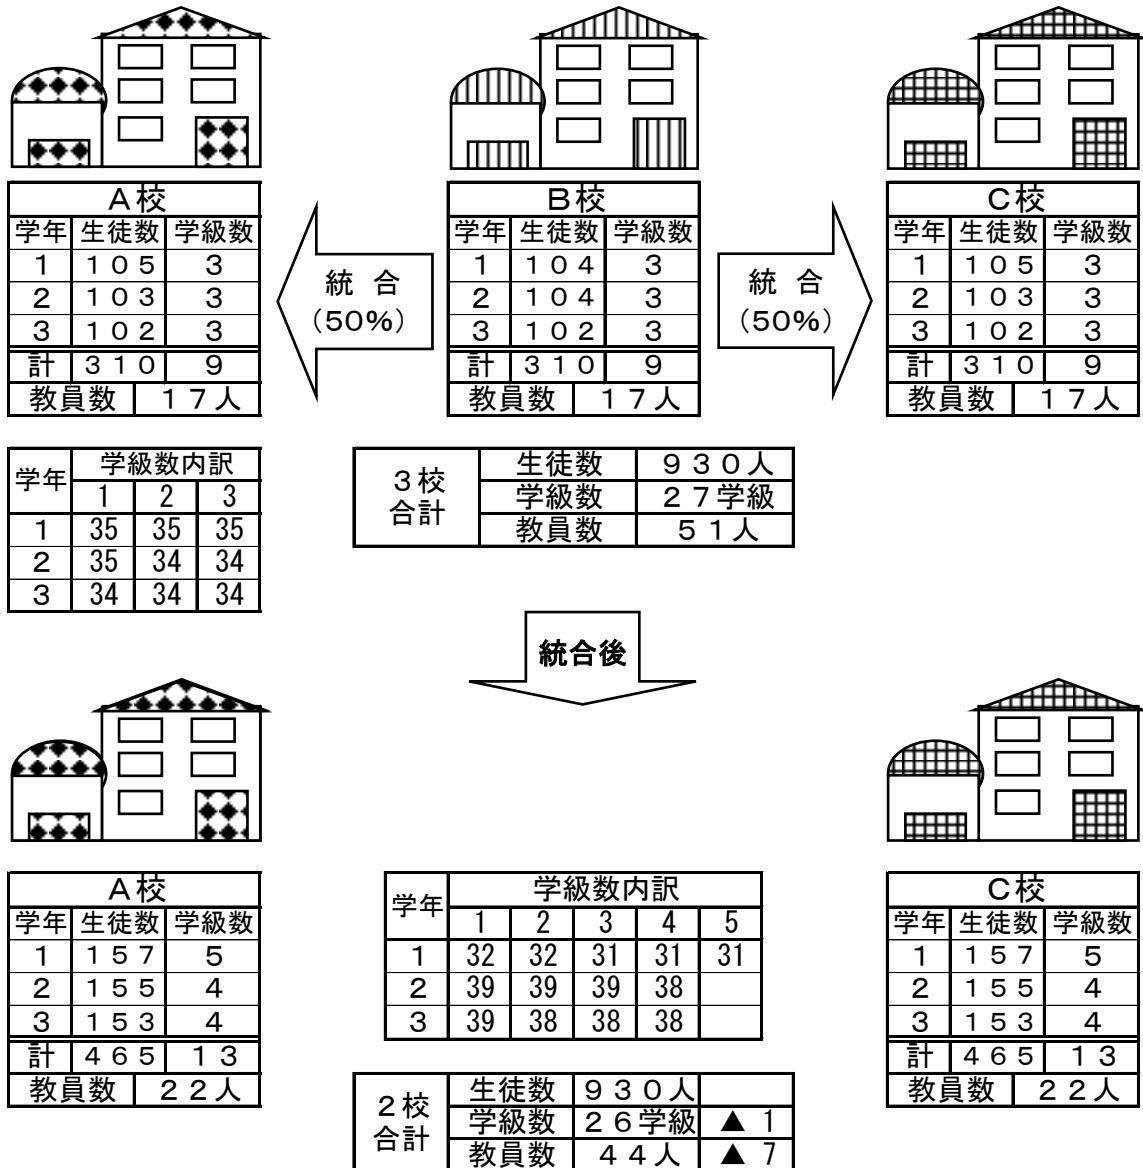 A校
学年 生徒数 学級数
1 105 3
2 103 3
3 102 3
計 310 9
教員数 17人
統合
(50%)
B校
学年 生徒数 学級数
1 104 3
2 104 3
3 102 3
計 310 9
教員数 17人
統合
(50%)
C校
学年 生徒数 学級数
1 105 3
2 103 3
3 102 3
計 310 9
教員数 17人
学年 学級数内訳
1 2 3
1 35 35 35
2 35 34 34
3 34 34 34
3校合計
生徒数 930人
学級数 27学級
教員数 51人
統合後
A校
学年 生徒数 学級数
1 157 5
2 155 4
3 153 4
計 465 13
教員数 22人
学年 学級数内訳
1 2 3 4 5
1 32 32 31 31 31
2 39 39 39 38
3 39 38 38 38
2校合計
生徒数 930人
学級数 26学級 ▲ 1
教員数 44人 ▲ 7
C校
学年 生徒数 学級数
1 157 5
2 155 4
3 153 4
計 465 13
教員数 22人